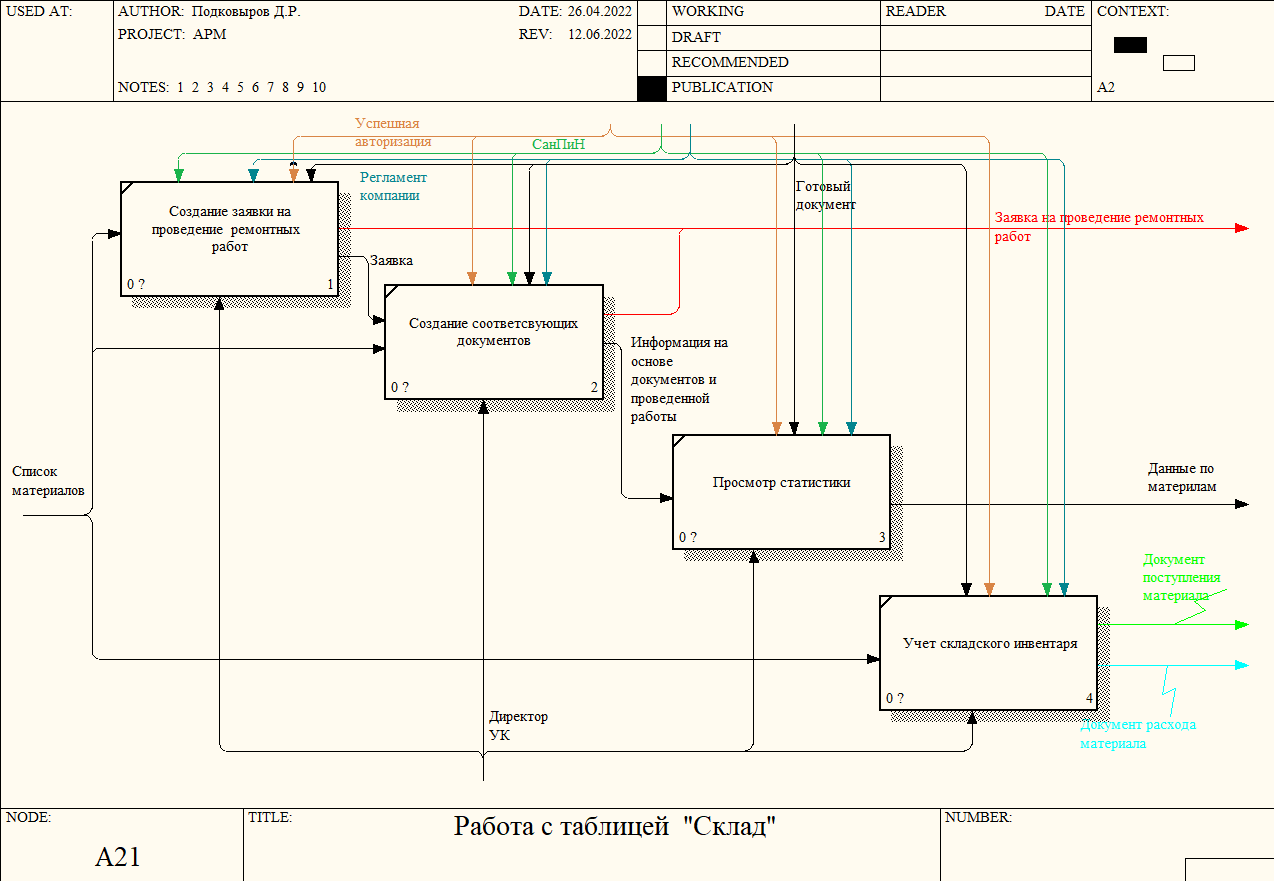 USED AT:
AUTHOR: Подковыров Д.Р.
DATE: 26.04.2022
PROJECT: АРМ
REV: 12.06.2022
NOTES: 1 2 3 4 5 6 7 8 9 10
WORKING
DRAFT
RECOMMENDED
PUBLICATION
READER
DATE
CONTEXT:
A2
Успешная
авторизация
СанПиН
Регламент
компании
Готовый
документ
Создание заявки на
проведение ремонтных
работ
0 ?
1
Заявка на проведение ремонтных
работ
Заявка
Создание соответсвующих
документов
0 ?
2
Информация на
основе
документов и
проведенной
работы
Список
материалов
Просмотр статистики
0 ?
3
Данные по
материлам
Документ
поступления
материала
Учет складского инвентаря
0 ?
4
Документ расхода
материала
Директор
УК
NODE:
A21
TITLE:
Работа с таблицей "Склад"
NUMBER: